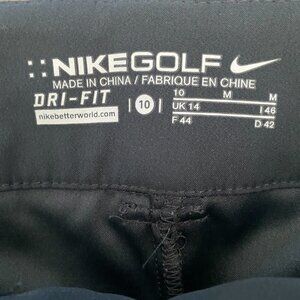 NIKEGOLF
MADE IN CHINA / FABRIQUE EN CHINE
DRI-FIT
10
nikebetterworld.com
10 M M
UK 14 I 46
F 44 D 42